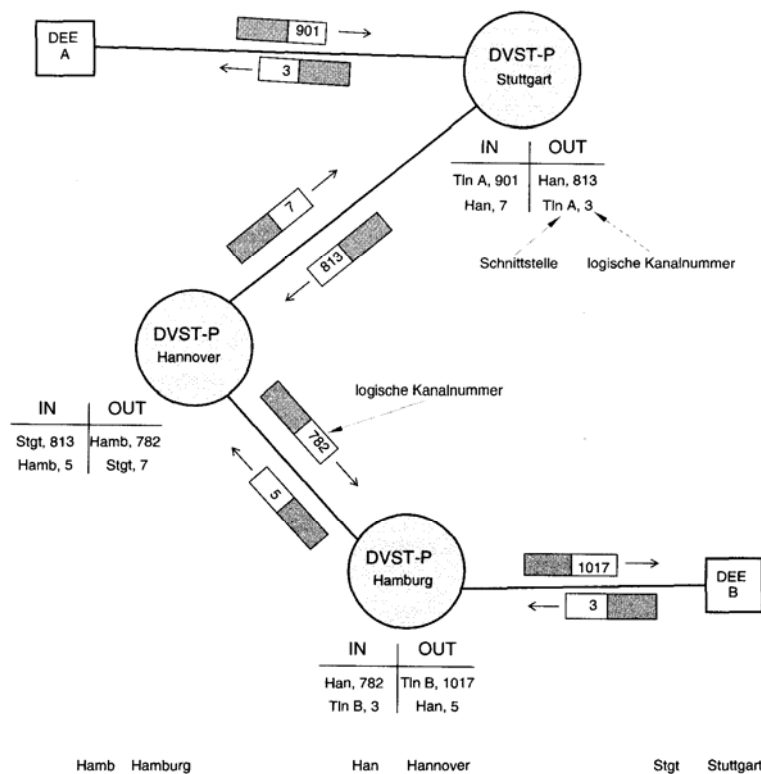 DEE
A
901
3
DVST-P
Stuttgart
IN OUT
Tln A, 901 Han, 813
Han, 7 Tln A, 3
Schnittstelle logische Kanalnummer
7
813
DVST-P
Hannover
IN OUT
Stgt, 813 Hamb, 782
Hamb, 5 Stgt, 7
logische Kanalnummer
782
5
DVST-P
Hamburg
1017
3
DEE
B
IN OUT
Han, 782 Tln B, 1017
Tln B, 3 Han, 5
Hamb Hamburg Han Hannover Stgt Stuttgart